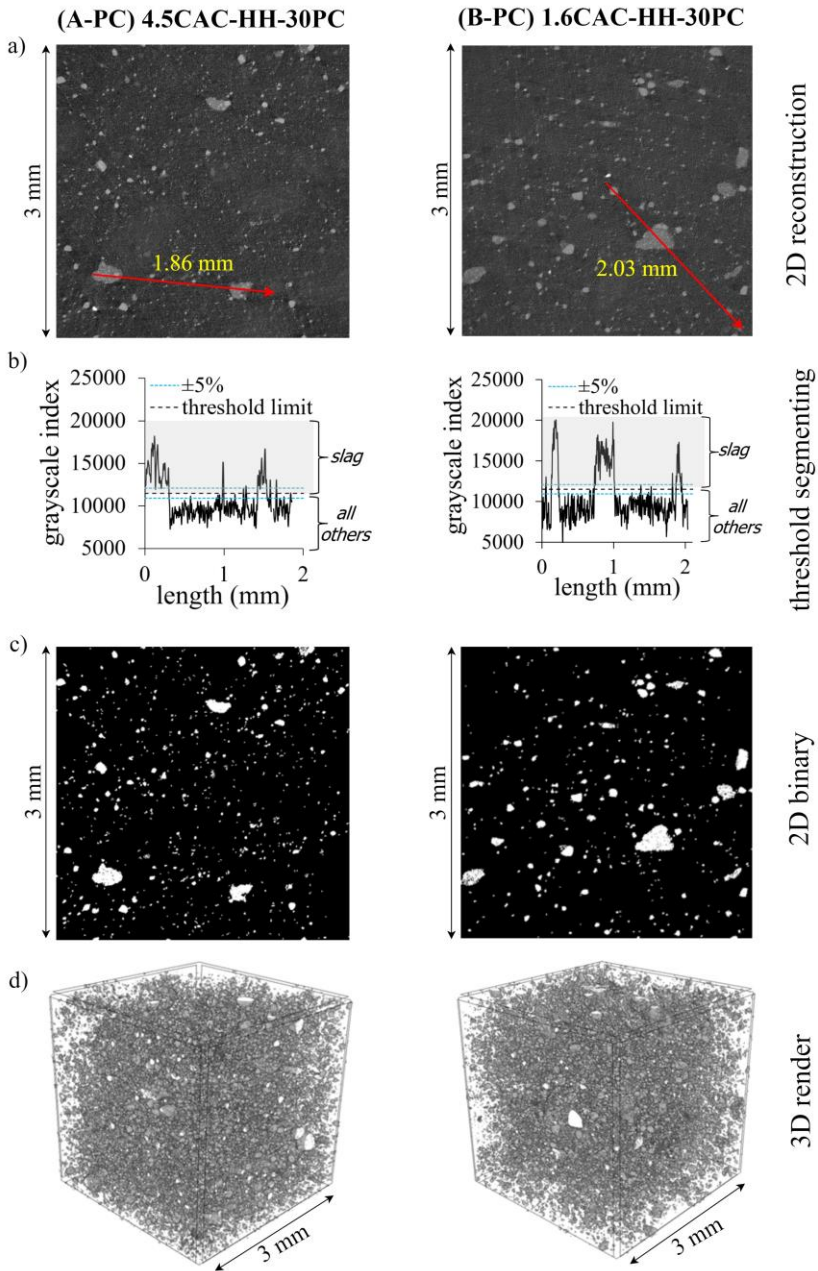 (A-PC) 4.5CAC-HH-30PC
(B-PC) 1.6CAC-HH-30PC
a)
3 mm
1.86 mm
3 mm
2.03 mm
2D reconstruction
b)
grayscale index
25000
20000
15000
10000
5000
±5%
threshold limit
slag
all
others
0
1
2
length (mm)
grayscale index
25000
20000
15000
10000
5000
±5%
threshold limit
slag
all
others
0
1
2
length (mm)
threshold segmenting
c)
3 mm
3 mm
2D binary
d)
3 mm
3 mm
3D render